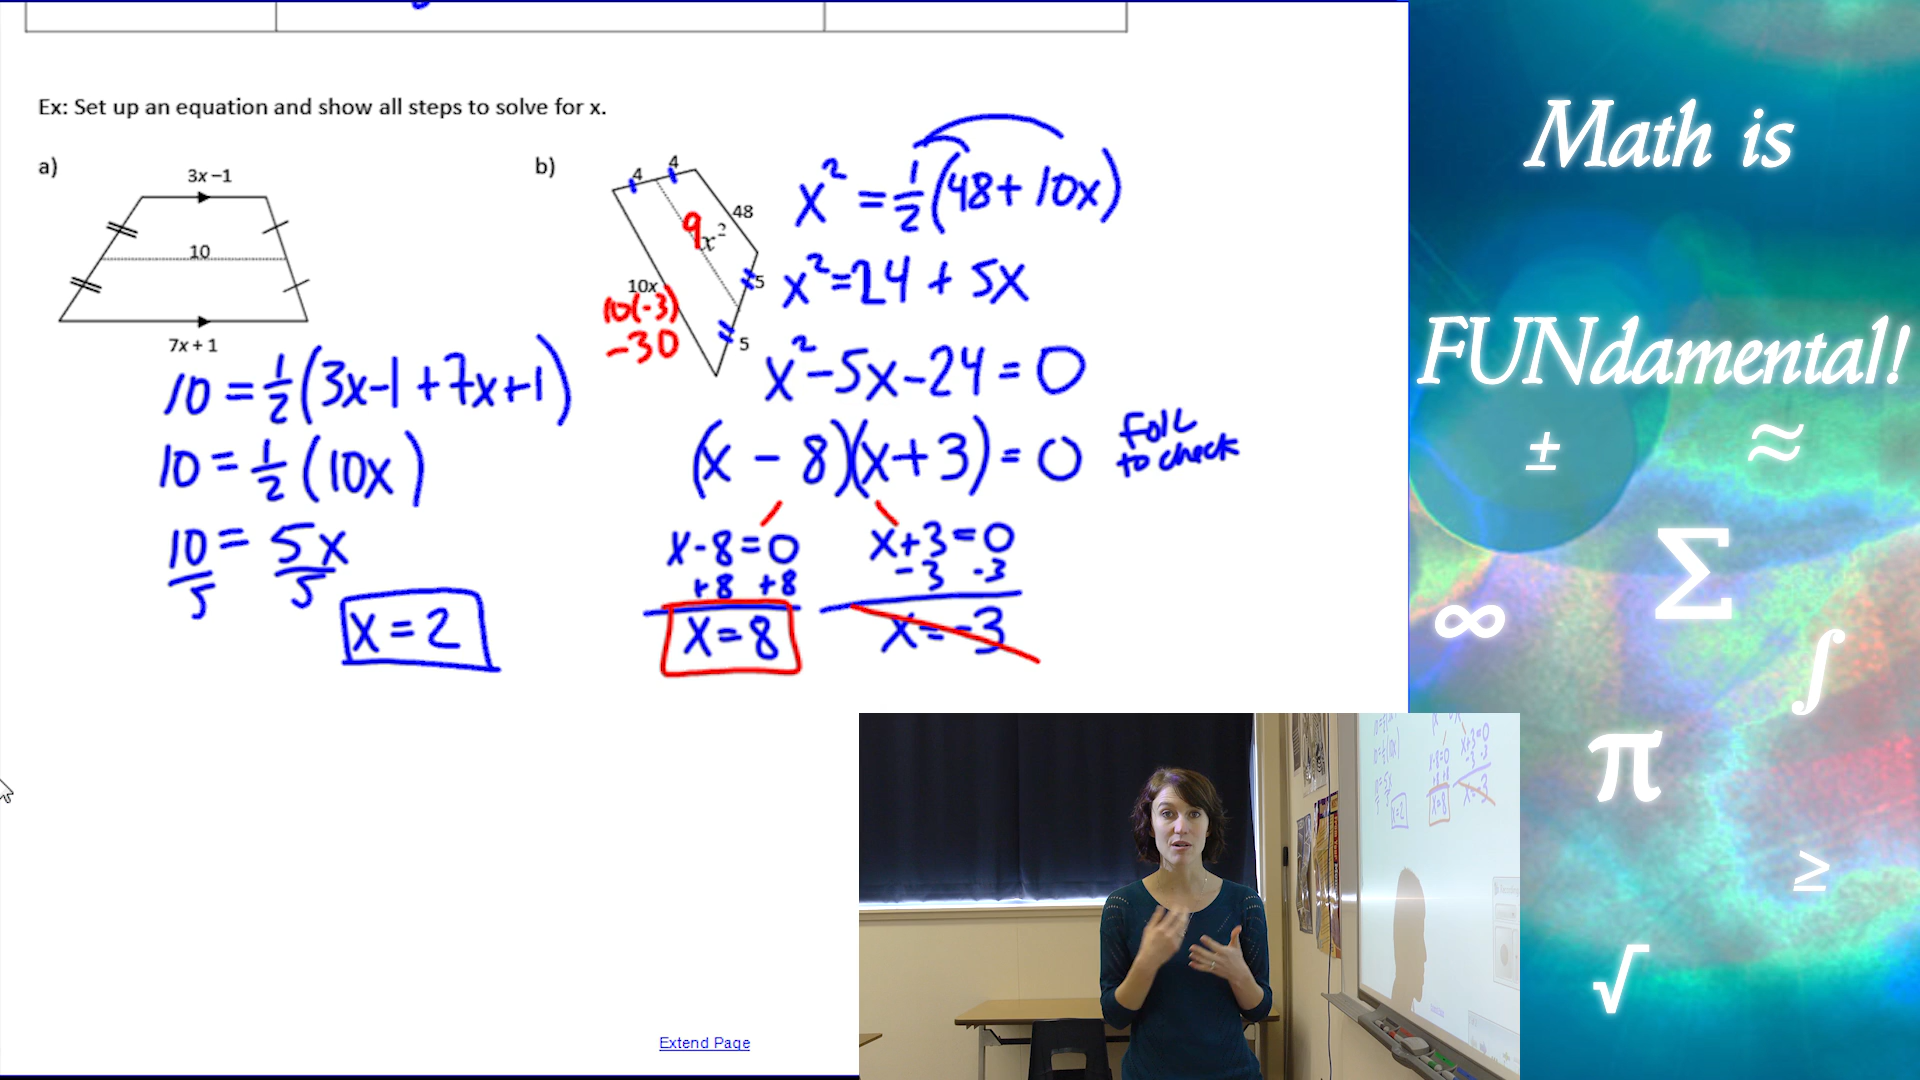 Ex: Set up an equation and show all steps to solve for x.
a)
3x − 1
10
7x + 1
10 = 1/2 (3x-1 + 7x+1)
10 = 1/2 (10x)
10/5 = 5x/5
x = 2
b)
4
4
48
9
x²
10x
10(-3)
-30
5
5
x² = 1/2 (48 + 10x)
x² = 24 + 5x
x² - 5x - 24 = 0
(x - 8)(x + 3) = 0
FOIL
to check
x - 8 = 0
+8 +8
x = 8
x + 3 = 0
-3 -3
x = -3
Extend Page
Math is
FUNdamental!
± ≈
∑
∞
∫
π
≥
√